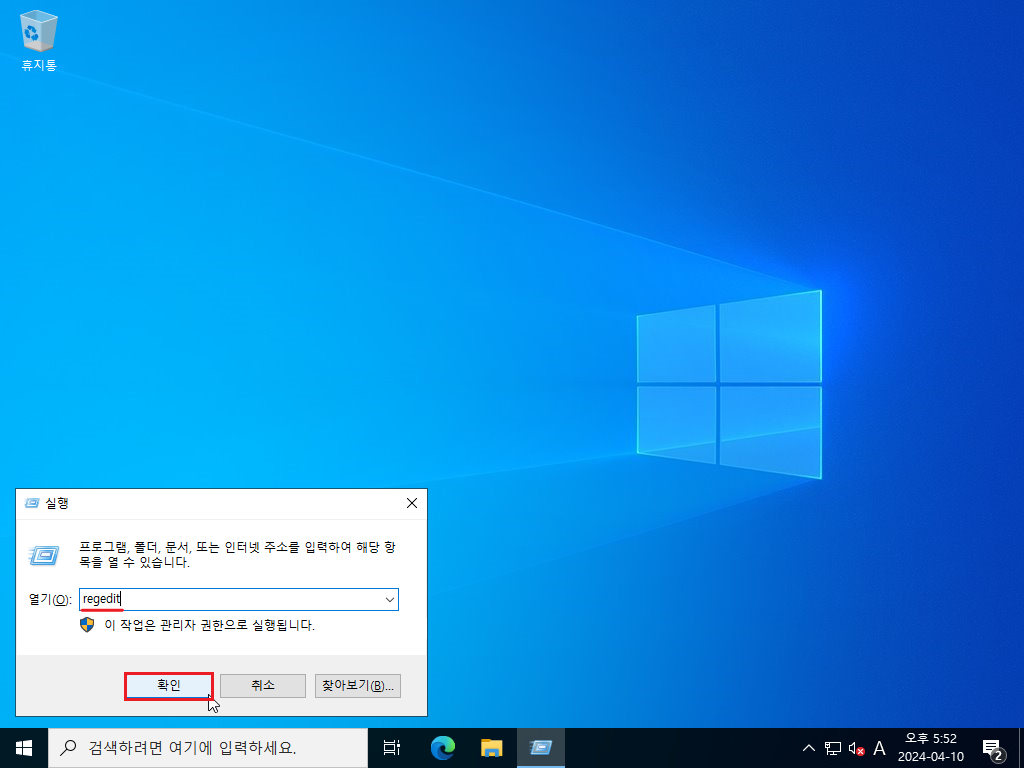 휴지통
실행
프로그램, 폴더, 문서, 또는 인터넷 주소를 입력하여 해당 항
목을 열 수 있습니다.
열기(O): regedit
이 작업은 관리자 권한으로 실행됩니다.
확인 취소 찾아보기(B)...
검색하려면 여기에 입력하세요.
A
오후 5:52
2024-04-10
2